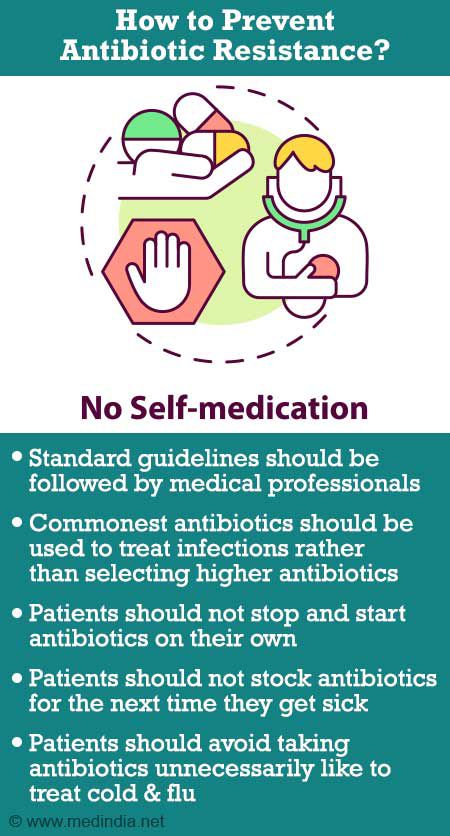 How to Prevent
Antibiotic Resistance?
No Self-medication
• Standard guidelines should be
followed by medical professionals
• Commonest antibiotics should be
used to treat infections rather
than selecting higher antibiotics
• Patients should not stop and start
antibiotics on their own
• Patients should not stock antibiotics
for the next time they get sick
• Patients should avoid taking
antibiotics unnecessarily like to
treat cold & flu
© www.medindia.net